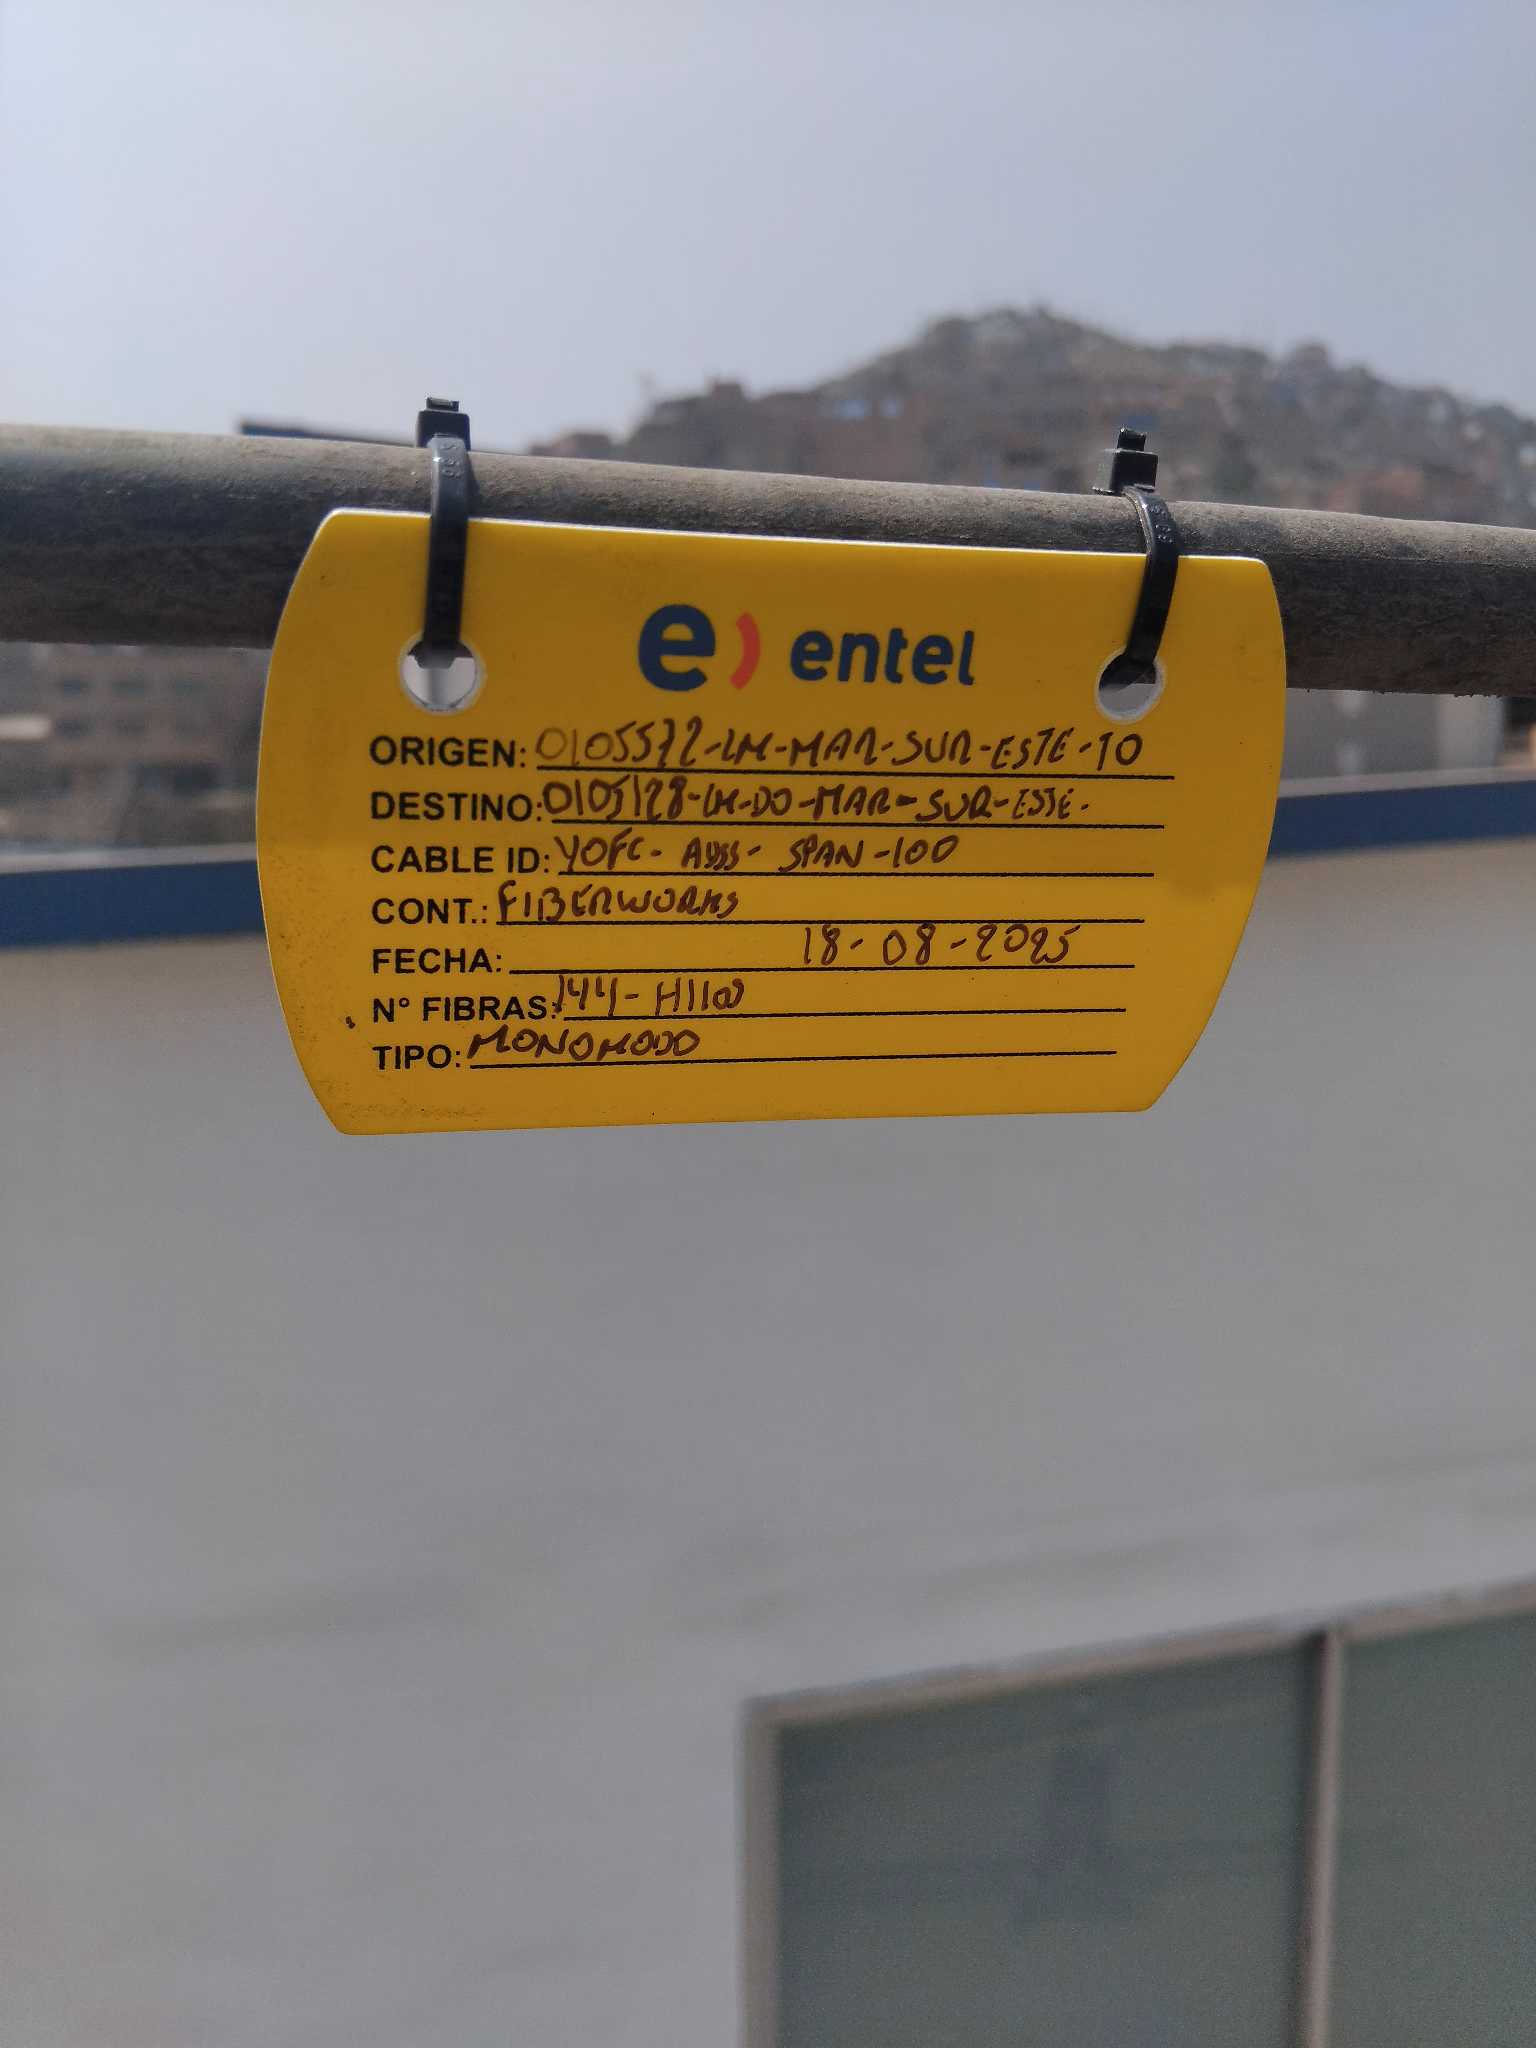 e) entel
ORIGEN: 0105572-LM-MAR-SUR-ESTE-TO
DESTINO: 0105128-LM-DO-MAR-SUR-ESTE.
CABLE ID: YOFC- ADSS- SPAN-100
CONT.: FIBERWORKS
FECHA: 18-08-2025
N° FIBRAS: 144-HILOS
TIPO: MONOMODO